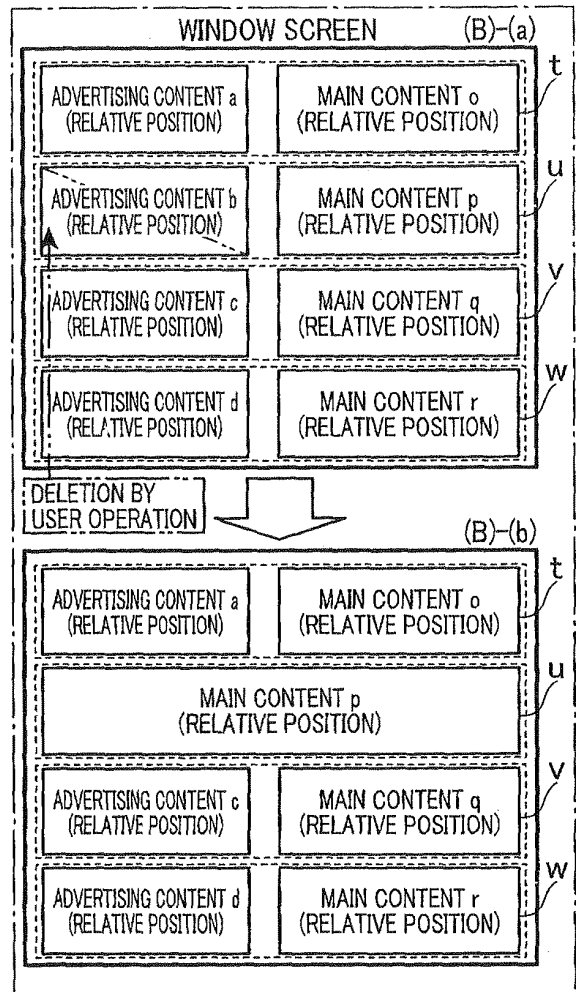 WINDOW SCREEN (B)-(a)
ADVERTISING CONTENT a
(RELATIVE POSITION)
MAIN CONTENT o
(RELATIVE POSITION)
t
ADVERTISING CONTENT b
(RELATIVE POSITION)
MAIN CONTENT p
(RELATIVE POSITION)
u
ADVERTISING CONTENT c
(RELATIVE POSITION)
MAIN CONTENT q
(RELATIVE POSITION)
v
ADVERTISING CONTENT d
(RELATIVE POSITION)
MAIN CONTENT r
(RELATIVE POSITION)
w
DELETION BY
USER OPERATION
(B)-(b)
ADVERTISING CONTENT a
(RELATIVE POSITION)
MAIN CONTENT o
(RELATIVE POSITION)
t
MAIN CONTENT p
(RELATIVE POSITION)
u
ADVERTISING CONTENT c
(RELATIVE POSITION)
MAIN CONTENT q
(RELATIVE POSITION)
v
ADVERTISING CONTENT d
(RELATIVE POSITION)
MAIN CONTENT r
(RELATIVE POSITION)
w